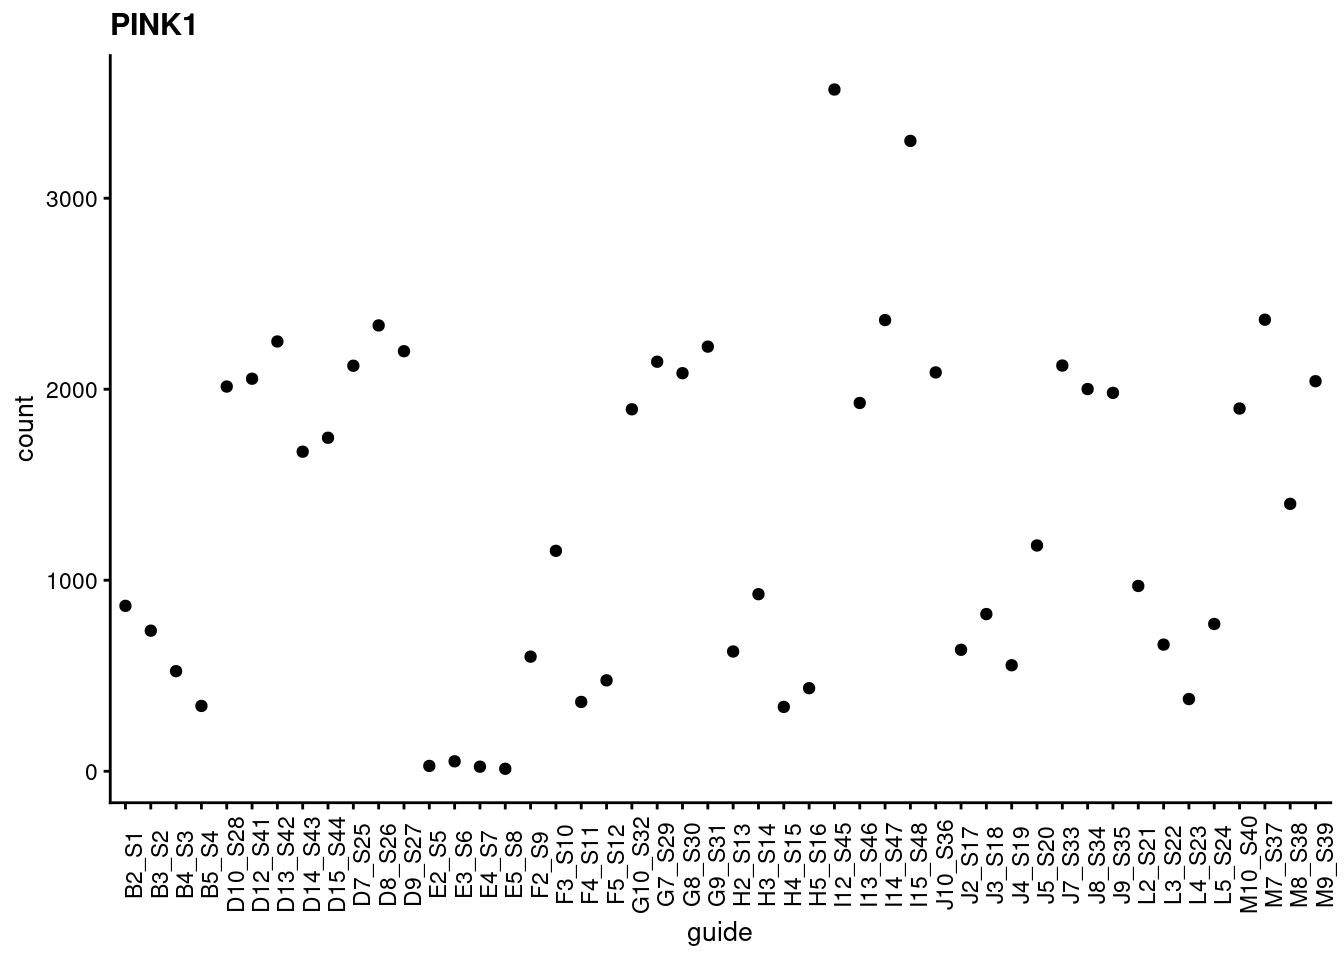 PINK1
3000
2000
1000
0
count
B2_S1
B3_S2
B4_S3
B5_S4
D10_S28
D12_S41
D13_S42
D14_S43
D15_S44
D7_S25
D8_S26
D9_S27
E2_S5
E3_S6
E4_S7
E5_S8
F2_S9
F3_S10
F4_S11
F5_S12
G10_S32
G7_S29
G8_S30
G9_S31
H2_S13
H3_S14
H4_S15
H5_S16
I12_S45
I13_S46
I14_S47
I15_S48
J10_S36
J2_S17
J3_S18
J4_S19
J5_S20
J7_S33
J8_S34
J9_S35
L2_S21
L3_S22
L4_S23
L5_S24
M10_S40
M7_S37
M8_S38
M9_S39
guide